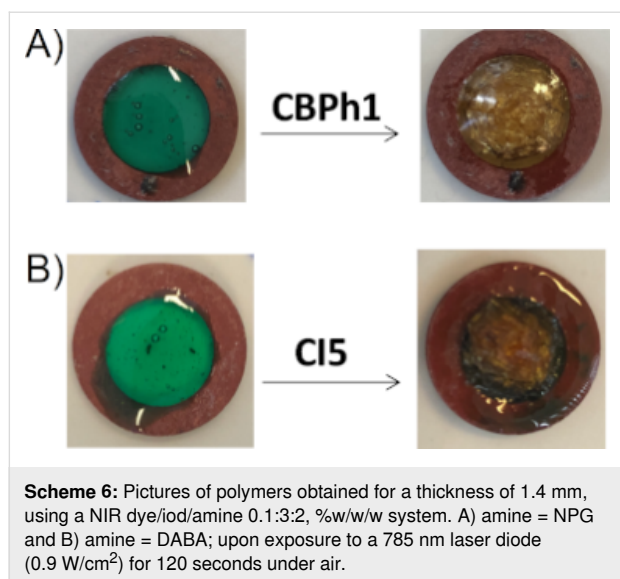 A)
CBPh1
B)
Cl5
Scheme 6: Pictures of polymers obtained for a thickness of 1.4 mm,
using a NIR dye/iod/amine 0.1:3:2, %w/w/w system. A) amine = NPG
and B) amine = DABA; upon exposure to a 785 nm laser diode
(0.9 W/cm²) for 120 seconds under air.